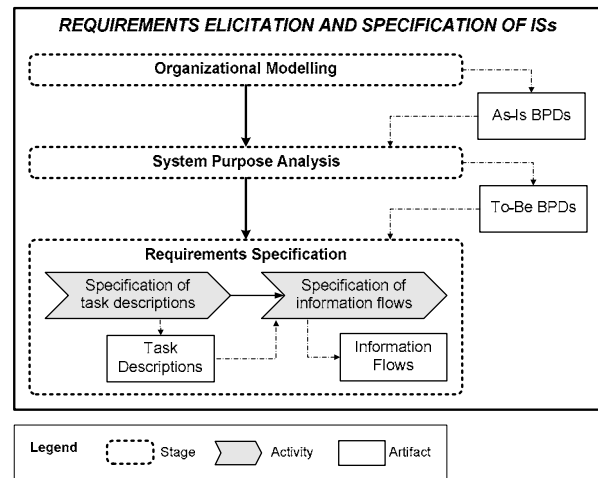 REQUIREMENTS ELICITATION AND SPECIFICATION OF ISs
Organizational Modelling
As-Is BPDs
System Purpose Analysis
To-Be BPDs
Requirements Specification
Specification of
task descriptions
Specification of
information flows
Task
Descriptions
Information
Flows
Legend
Stage
Activity
Artifact